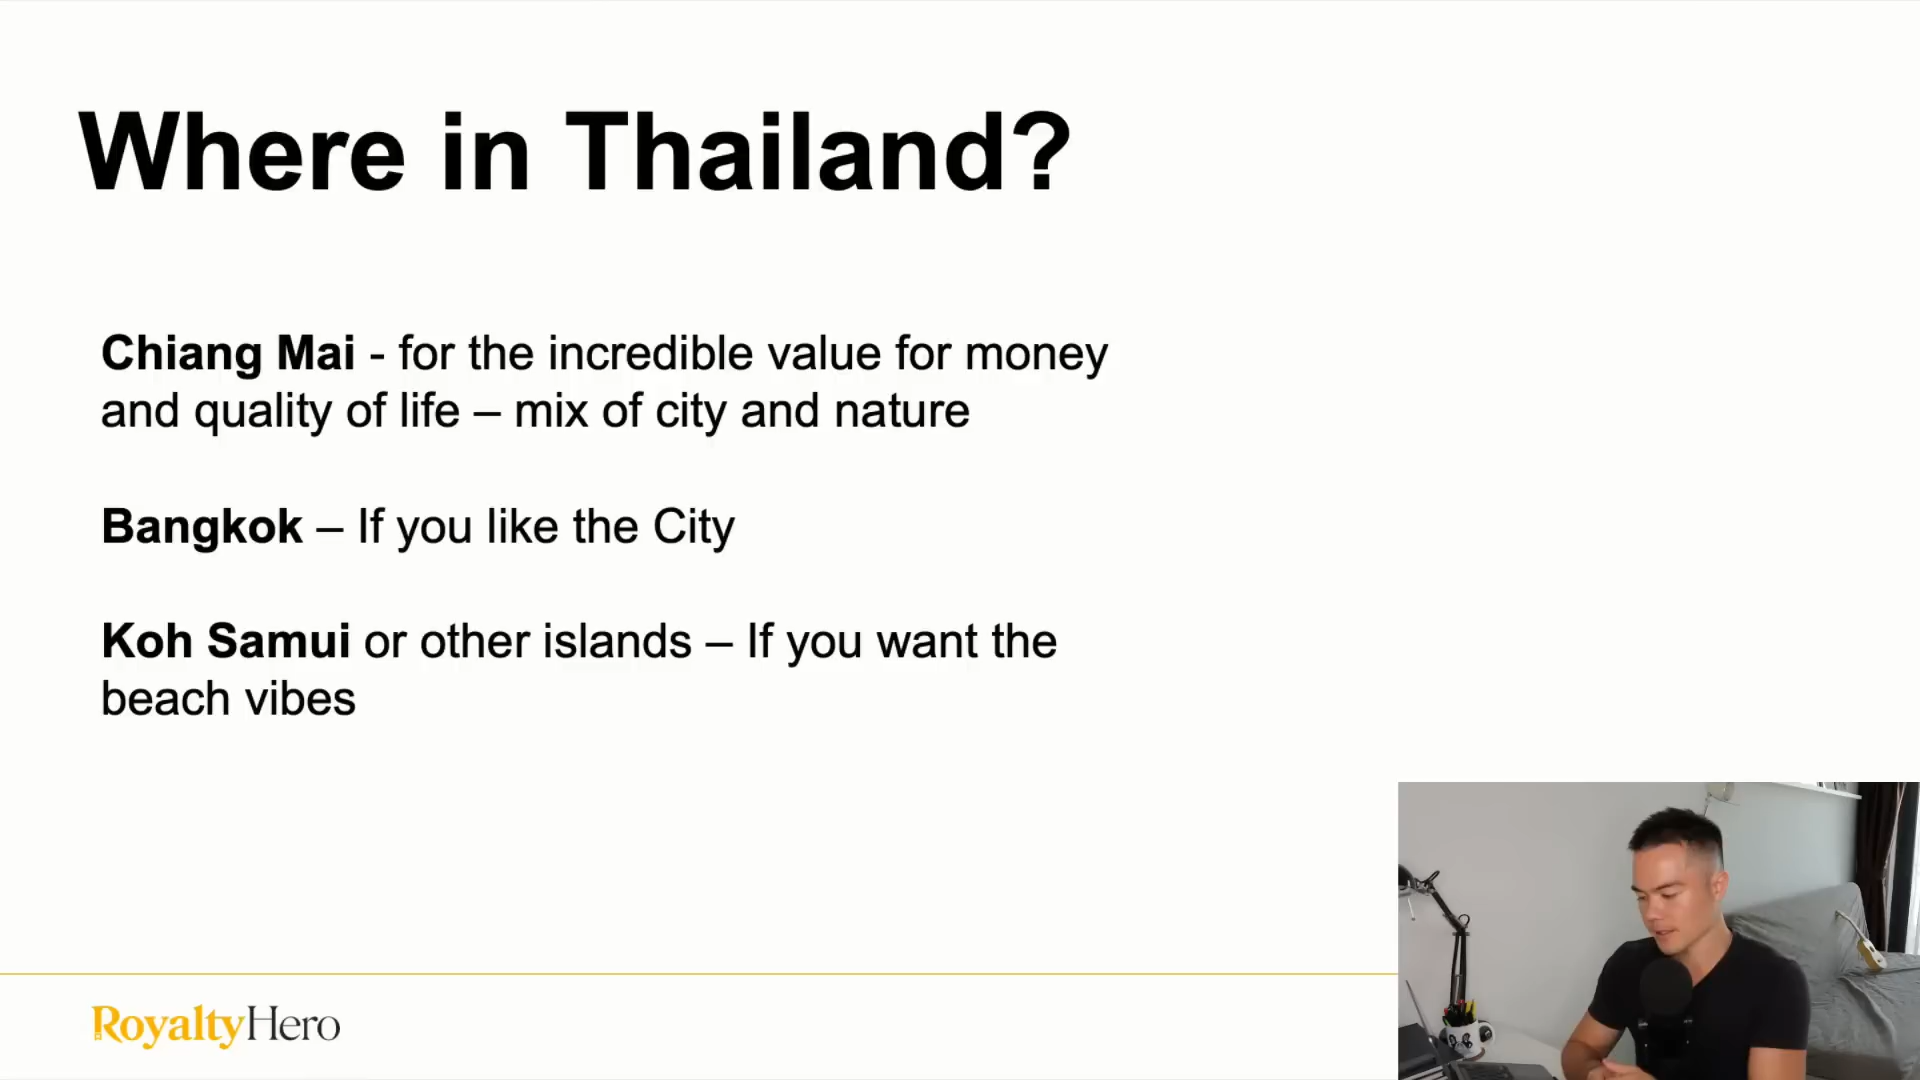 Where in Thailand?
Chiang Mai - for the incredible value for money
and quality of life – mix of city and nature
Bangkok – If you like the City
Koh Samui or other islands – If you want the
beach vibes
RoyaltyHero